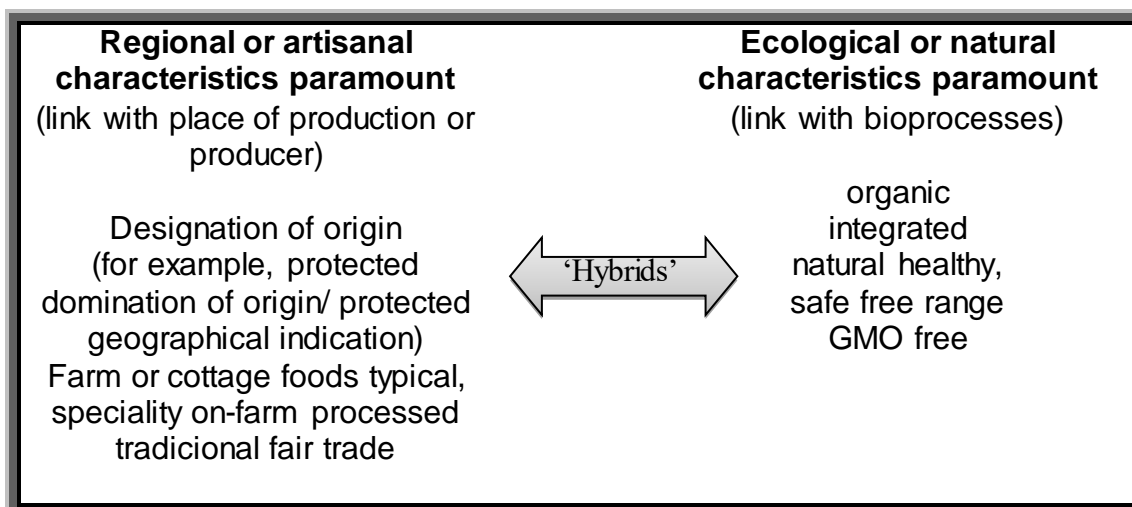 Regional or artisanal
characteristics paramount
(link with place of production or
producer)
Designation of origin
(for example, protected
domination of origin/ protected
geographical indication)
Farm or cottage foods typical,
speciality on-farm processed
tradicional fair trade
‘Hybrids’
Ecological or natural
characteristics paramount
(link with bioprocesses)
organic
integrated
natural healthy,
safe free range
GMO free